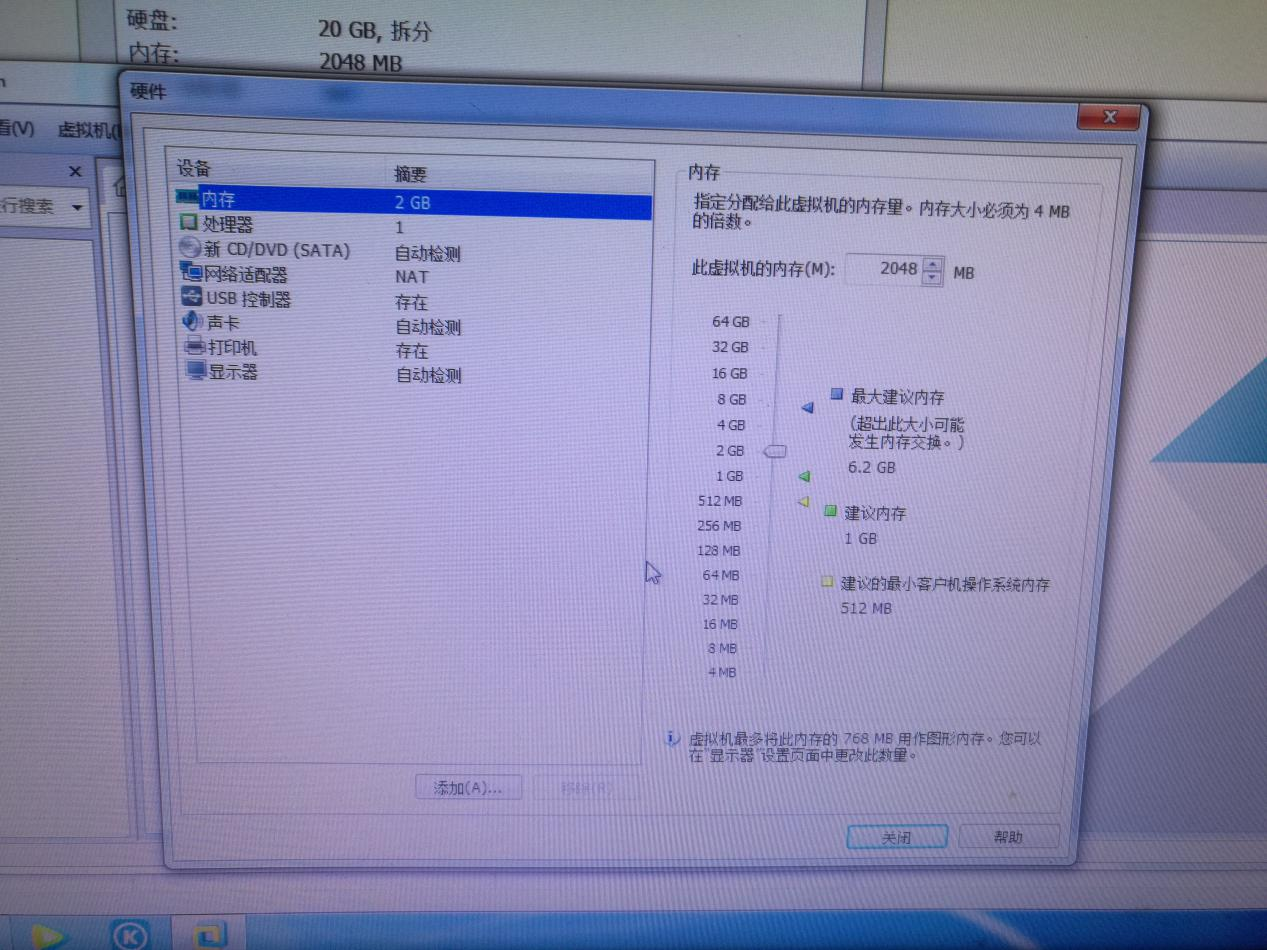 硬盘:
20 GB, 拆分
内存:
2048 MB
硬件
看(V)
虚拟机(
行搜索
设备
摘要
内存
2 GB
处理器
1
新 CD/DVD (SATA)
自动检测
网络适配器
NAT
USB 控制器
存在
声卡
自动检测
打印机
存在
显示器
自动检测
添加(A)...
移除(R)
内存
指定分配给此虚拟机的内存量。内存大小必须为 4 MB
的倍数。
此虚拟机的内存(M):
2048
MB
64 GB
32 GB
16 GB
8 GB
4 GB
2 GB
1 GB
512 MB
256 MB
128 MB
64 MB
32 MB
16 MB
8 MB
4 MB
最大建议内存
(超出此大小可能
发生内存交换。)
6.2 GB
建议内存
1 GB
建议的最小客户机操作系统内存
512 MB
虚拟机最多将此内存的 768 MB 用作图形内存。您可以
在"显示器"设置页面中更改此数量。
关闭
帮助